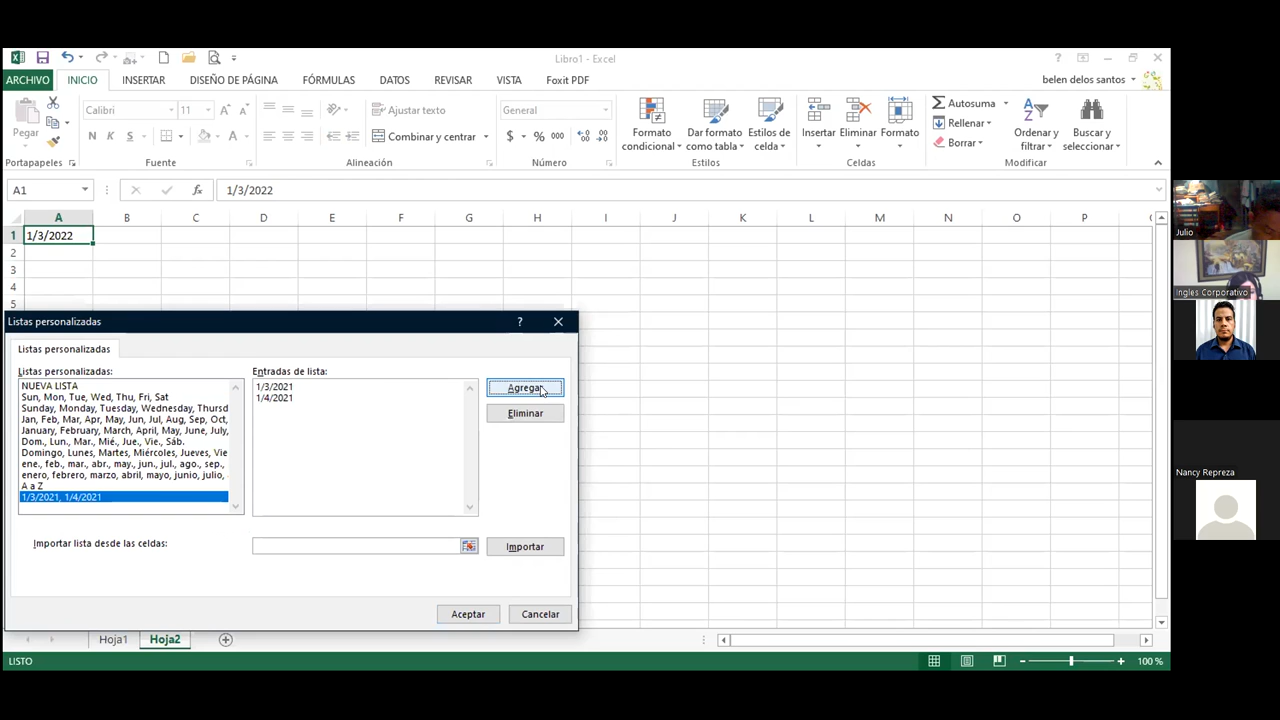 Libro1 - Excel
ARCHIVO INICIO INSERTAR DISEÑO DE PÁGINA FÓRMULAS DATOS REVISAR VISTA Foxit PDF belen delos santos
Calibri 11 Ajustar texto General Autosuma
Pegar N K S Combinar y centrar $ % 000 Formato condicional Dar formato como tabla Estilos de celda Insertar Eliminar Formato Rellenar Ordenar y filtrar Buscar y seleccionar
Borrar
Portapapeles Fuente Alineación Número Estilos Celdas Modificar
A1 fx 1/3/2022
A B C D E F G H I J K L M N O P
1 1/3/2022
2
3
4
5
Listas personalizadas ?
Listas personalizadas
Listas personalizadas: Entradas de lista:
NUEVA LISTA 1/3/2021 Agregar
Sun, Mon, Tue, Wed, Thu, Fri, Sat 1/4/2021
Sunday, Monday, Tuesday, Wednesday, Thursd Eliminar
Jan, Feb, Mar, Apr, May, Jun, Jul, Aug, Sep, Oct,
January, February, March, April, May, June, July,
Dom., Lun., Mar., Mié., Jue., Vie., Sáb.
Domingo, Lunes, Martes, Miércoles, Jueves, Vie
ene., feb., mar., abr., may., jun., jul., ago., sep.,
enero, febrero, marzo, abril, mayo, junio, julio,
A a Z
1/3/2021, 1/4/2021
Importar lista desde las celdas: Importar
Aceptar Cancelar
Hoja1 Hoja2
LISTO 100 %
Julio
Ingles Corporativo
Nancy Repreza